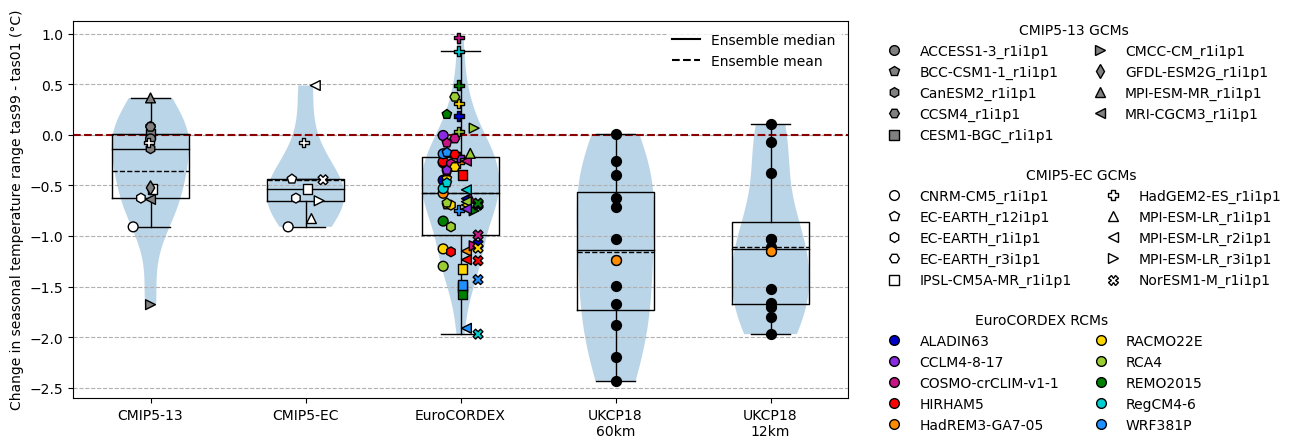 Change in seasonal temperature range tas99 - tas01 (°C)
1.0
0.5
0.0
−0.5
−1.0
−1.5
−2.0
−2.5
Ensemble median
Ensemble mean
CMIP5-13
CMIP5-EC
EuroCORDEX
UKCP18
60km
UKCP18
12km
CMIP5-13 GCMs
ACCESS1-3_r1i1p1
BCC-CSM1-1_r1i1p1
CanESM2_r1i1p1
CCSM4_r1i1p1
CESM1-BGC_r1i1p1
CMCC-CM_r1i1p1
GFDL-ESM2G_r1i1p1
MPI-ESM-MR_r1i1p1
MRI-CGCM3_r1i1p1
CMIP5-EC GCMs
CNRM-CM5_r1i1p1
EC-EARTH_r12i1p1
EC-EARTH_r1i1p1
EC-EARTH_r3i1p1
IPSL-CM5A-MR_r1i1p1
HadGEM2-ES_r1i1p1
MPI-ESM-LR_r1i1p1
MPI-ESM-LR_r2i1p1
MPI-ESM-LR_r3i1p1
NorESM1-M_r1i1p1
EuroCORDEX RCMs
ALADIN63
CCLM4-8-17
COSMO-crCLIM-v1-1
HIRHAM5
HadREM3-GA7-05
RACMO22E
RCA4
REMO2015
RegCM4-6
WRF381P